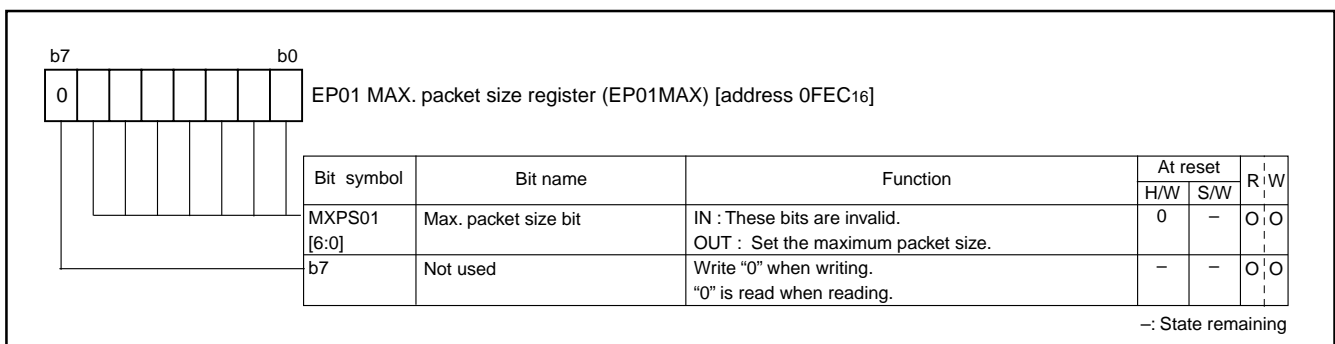 b7 b0
0 EP01 MAX. packet size register (EP01MAX) [address 0FEC16]
Bit symbol Bit name Function At reset R W
H/W S/W
MXPS01 Max. packet size bit IN : These bits are invalid. 0 – O O
[6:0] OUT : Set the maximum packet size.
b7 Not used Write “0” when writing. – – O O
“0” is read when reading.
–: State remaining